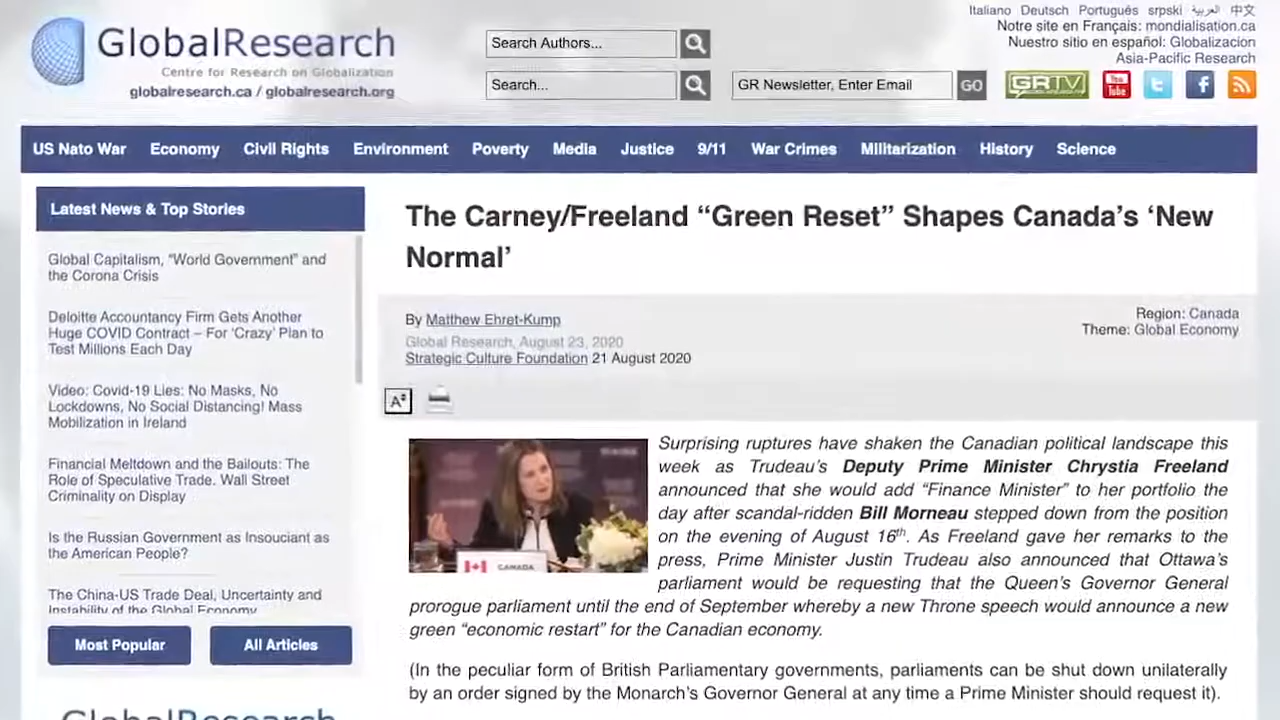 Italiano Deutsch Português srpski العربية 中文
GlobalResearch
Centre for Research on Globalization
globalresearch.ca / globalresearch.org
Search Authors...
Search...
GR Newsletter, Enter Email
GO
Notre site en Français: mondialisation.ca
Nuestro sitio en español: Globalizacion
Asia-Pacific Research
GRTV
You
Tube
US Nato War Economy Civil Rights Environment Poverty Media Justice 9/11 War Crimes Militarization History Science
Latest News & Top Stories
Global Capitalism, “World Government” and
the Corona Crisis
Deloitte Accountancy Firm Gets Another
Huge COVID Contract – For ‘Crazy’ Plan to
Test Millions Each Day
Video: Covid-19 Lies: No Masks, No
Lockdowns, No Social Distancing! Mass
Mobilization in Ireland
Financial Meltdown and the Bailouts: The
Role of Speculative Trade. Wall Street
Criminality on Display
Is the Russian Government as Insouciant as
the American People?
The China-US Trade Deal, Uncertainty and
Instability of the Global Economy
Most Popular
All Articles
GlobalResearch
The Carney/Freeland “Green Reset” Shapes Canada’s ‘New
Normal’
By Matthew Ehret-Kump
Global Research, August 23, 2020
Strategic Culture Foundation 21 August 2020
Region: Canada
Theme: Global Economy
CANADA
Surprising ruptures have shaken the Canadian political landscape this
week as Trudeau’s Deputy Prime Minister Chrystia Freeland
announced that she would add “Finance Minister” to her portfolio the
day after scandal-ridden Bill Morneau stepped down from the position
on the evening of August 16th. As Freeland gave her remarks to the
press, Prime Minister Justin Trudeau also announced that Ottawa’s
parliament would be requesting that the Queen’s Governor General
prorogue parliament until the end of September whereby a new Throne speech would announce a new
green “economic restart” for the Canadian economy.
(In the peculiar form of British Parliamentary governments, parliaments can be shut down unilaterally
by an order signed by the Monarch’s Governor General at any time a Prime Minister should request it).